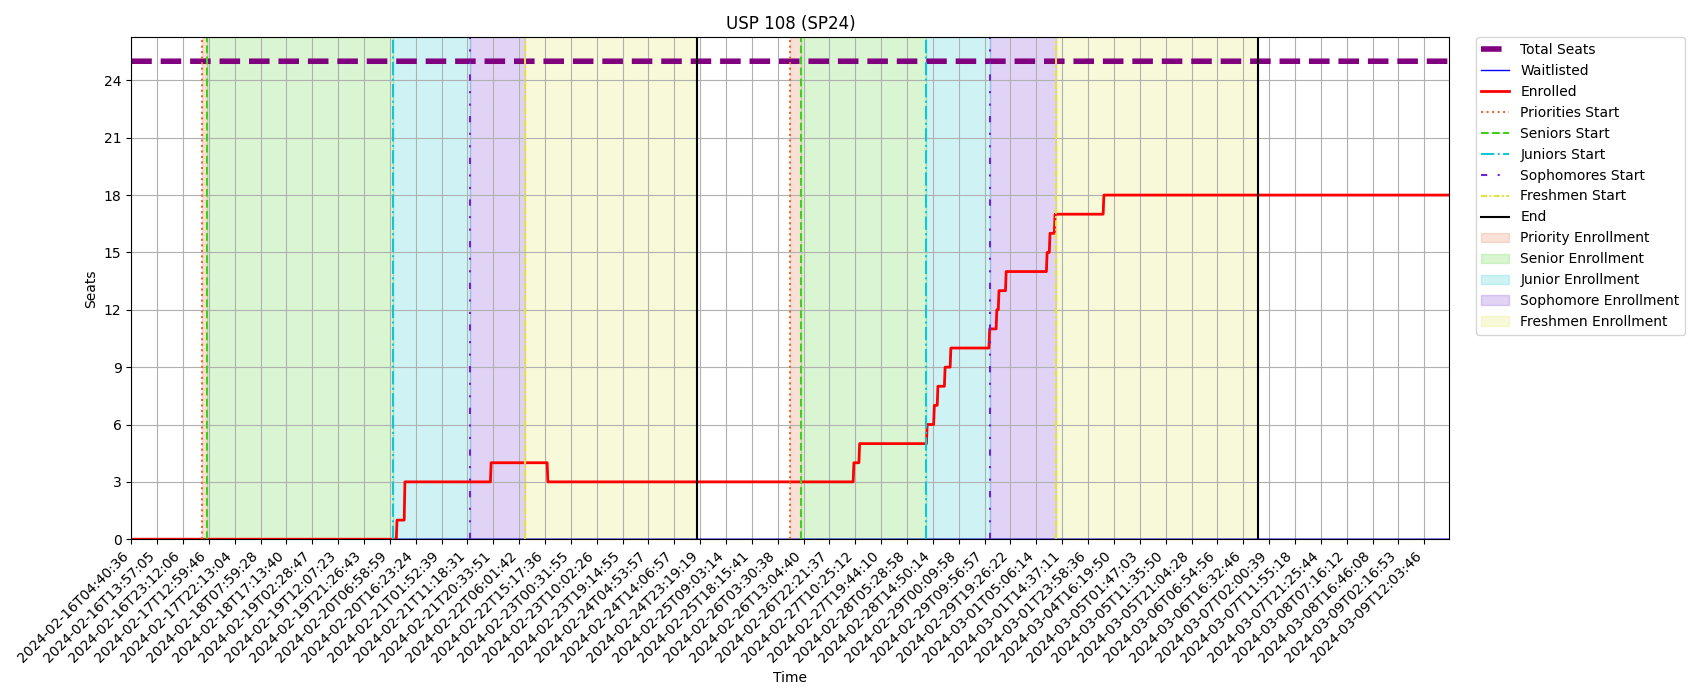 USP 108 (SP24)
Total Seats
Waitlisted
Enrolled
Priorities Start
Seniors Start
Juniors Start
Sophomores Start
Freshmen Start
End
Priority Enrollment
Senior Enrollment
Junior Enrollment
Sophomore Enrollment
Freshmen Enrollment
Seats
24
21
18
15
12
9
6
3
0
2024-02-16T04:40:36
2024-02-16T13:57:05
2024-02-16T23:12:06
2024-02-17T12:59:46
2024-02-17T22:13:04
2024-02-18T07:59:28
2024-02-18T17:13:40
2024-02-19T02:28:47
2024-02-19T12:07:23
2024-02-19T21:26:43
2024-02-20T06:58:59
2024-02-20T16:23:24
2024-02-21T01:52:39
2024-02-21T11:18:31
2024-02-21T20:33:51
2024-02-22T06:01:42
2024-02-22T15:17:36
2024-02-23T00:31:55
2024-02-23T10:02:26
2024-02-23T19:14:55
2024-02-24T04:53:57
2024-02-24T14:06:57
2024-02-24T23:19:19
2024-02-25T09:03:14
2024-02-25T18:15:41
2024-02-26T03:30:38
2024-02-26T13:04:40
2024-02-26T22:21:37
2024-02-27T10:25:12
2024-02-27T19:44:10
2024-02-28T05:28:58
2024-02-28T14:50:14
2024-02-29T00:09:58
2024-02-29T09:56:57
2024-02-29T19:26:22
2024-03-01T05:06:14
2024-03-01T14:37:11
2024-03-01T23:58:36
2024-03-04T16:19:50
2024-03-05T01:47:03
2024-03-05T11:35:50
2024-03-05T21:04:28
2024-03-06T06:54:56
2024-03-06T16:32:46
2024-03-07T02:00:39
2024-03-07T11:55:18
2024-03-07T21:25:44
2024-03-08T07:16:12
2024-03-08T16:46:08
2024-03-09T02:16:53
2024-03-09T12:03:46
Time